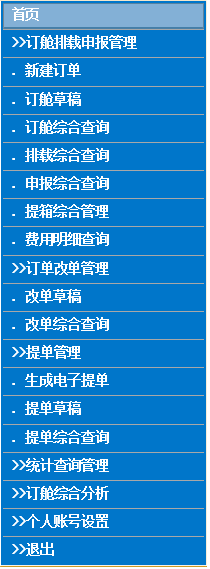 首页
>>订舱排载申报管理
. 新建订单
. 订舱草稿
. 订舱综合查询
. 排载综合查询
. 申报综合查询
. 提箱综合管理
. 费用明细查询
>>订单改单管理
. 改单草稿
. 改单综合查询
>>提单管理
. 生成电子提单
. 提单草稿
. 提单综合查询
>>统计查询管理
>>订舱综合分析
>>个人账号设置
>>退出